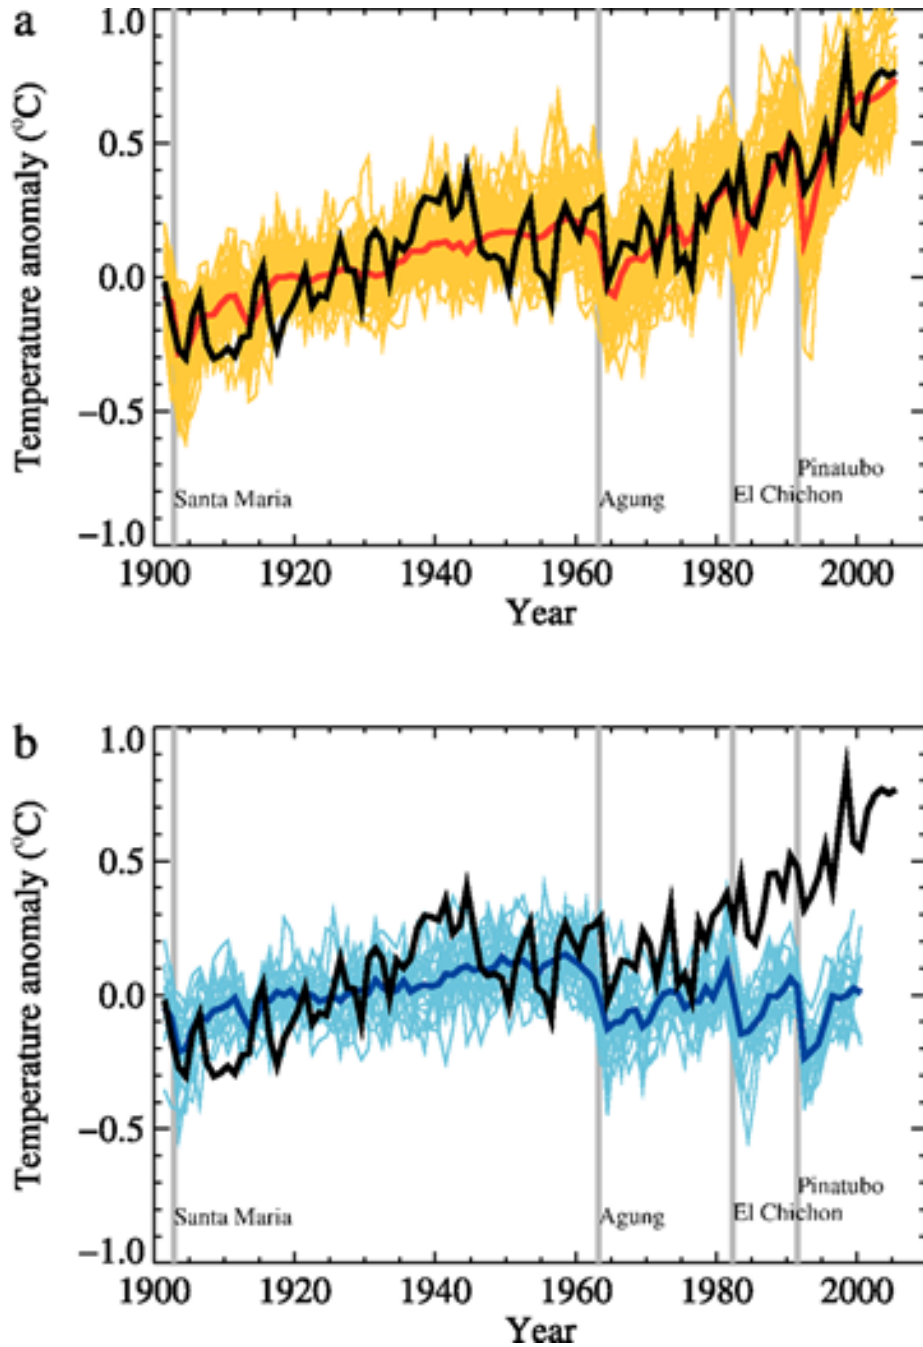 a
Temperature anomaly (°C)
1.0
0.5
0.0
−0.5
−1.0
Santa Maria
Agung
El Chichon
Pinatubo
1900 1920 1940 1960 1980 2000
Year
b
Temperature anomaly (°C)
1.0
0.5
0.0
−0.5
−1.0
Santa Maria
Agung
El Chichon
Pinatubo
1900 1920 1940 1960 1980 2000
Year